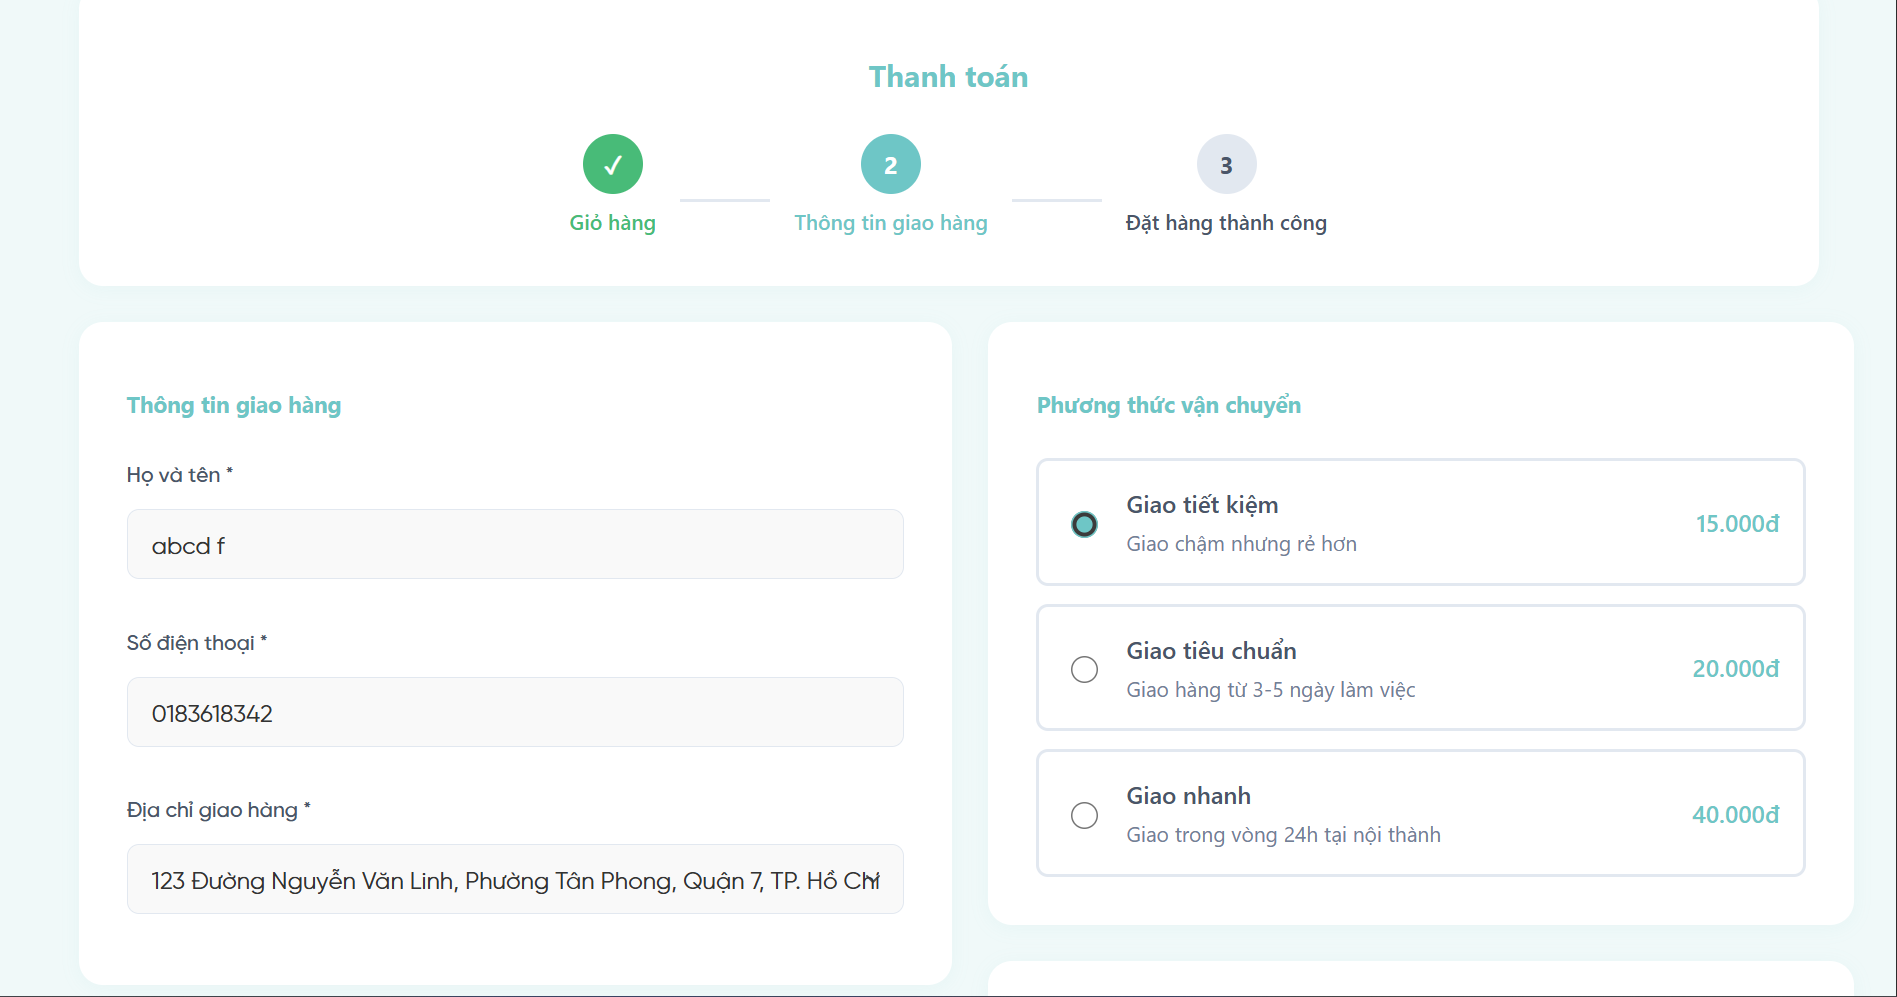 Thanh toán
✓
2
3
Giỏ hàng
Thông tin giao hàng
Đặt hàng thành công
Thông tin giao hàng
Họ và tên *
abcd f
Số điện thoại *
0183618342
Địa chỉ giao hàng *
123 Đường Nguyễn Văn Linh, Phường Tân Phong, Quận 7, TP. Hồ Chí
Phương thức vận chuyển
Giao tiết kiệm
Giao chậm nhưng rẻ hơn
15.000đ
Giao tiêu chuẩn
Giao hàng từ 3-5 ngày làm việc
20.000đ
Giao nhanh
Giao trong vòng 24h tại nội thành
40.000đ